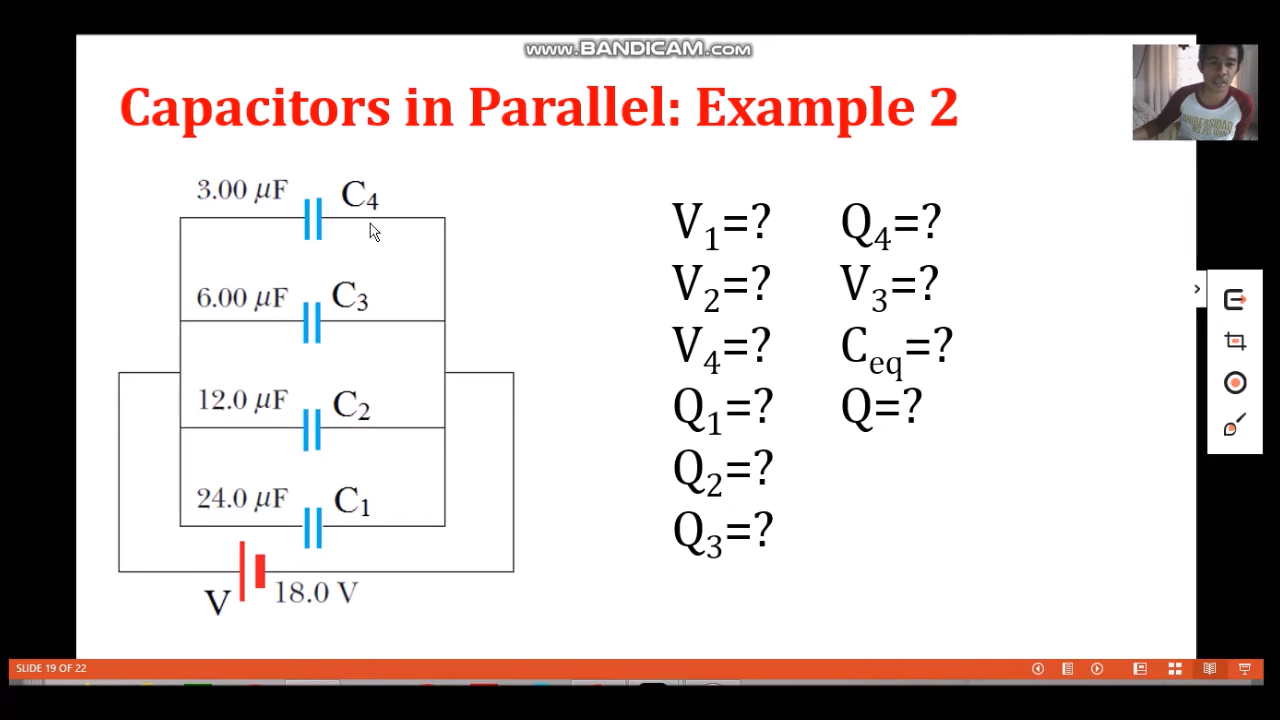 www.BANDICAM.com
Capacitors in Parallel: Example 2
3.00 μF C4
6.00 μF C3
12.0 μF C2
24.0 μF C1
V 18.0 V
V1=?
V2=?
V4=?
Q1=?
Q2=?
Q3=?
Q4=?
V3=?
Ceq=?
Q=?
SLIDE 19 OF 22